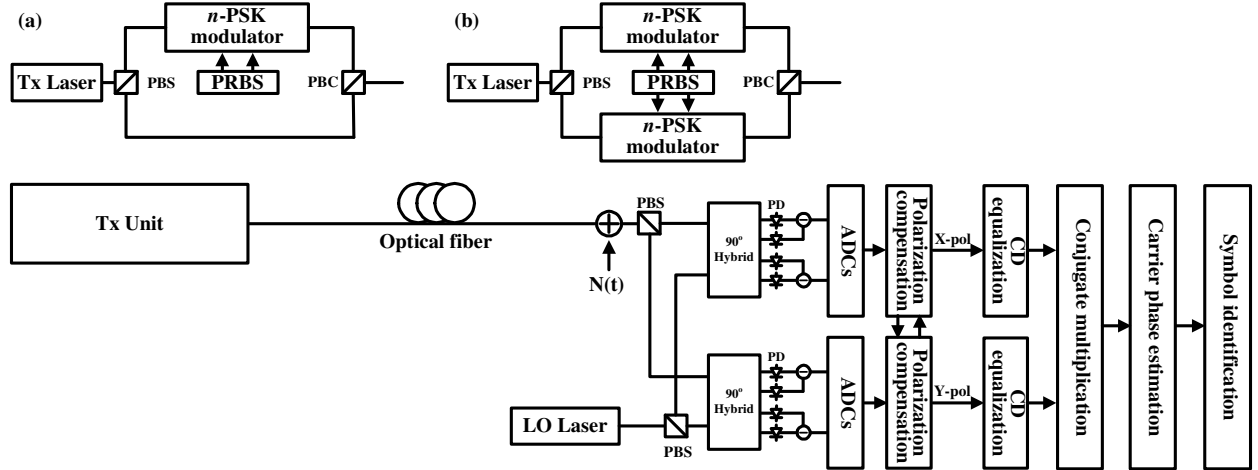 (a)
n-PSK
modulator
Tx Laser
PBS
PRBS
PBC
(b)
n-PSK
modulator
Tx Laser
PBS
PRBS
PBC
n-PSK
modulator
Tx Unit
Optical fiber
N(t)
PBS
90°
Hybrid
PD
ADCs
Polarization
compensation
X-pol
CD
equalization
Conjugate multiplication
Carrier phase estimation
Symbol identification
LO Laser
PBS
90°
Hybrid
PD
ADCs
Polarization
compensation
Y-pol
CD
equalization